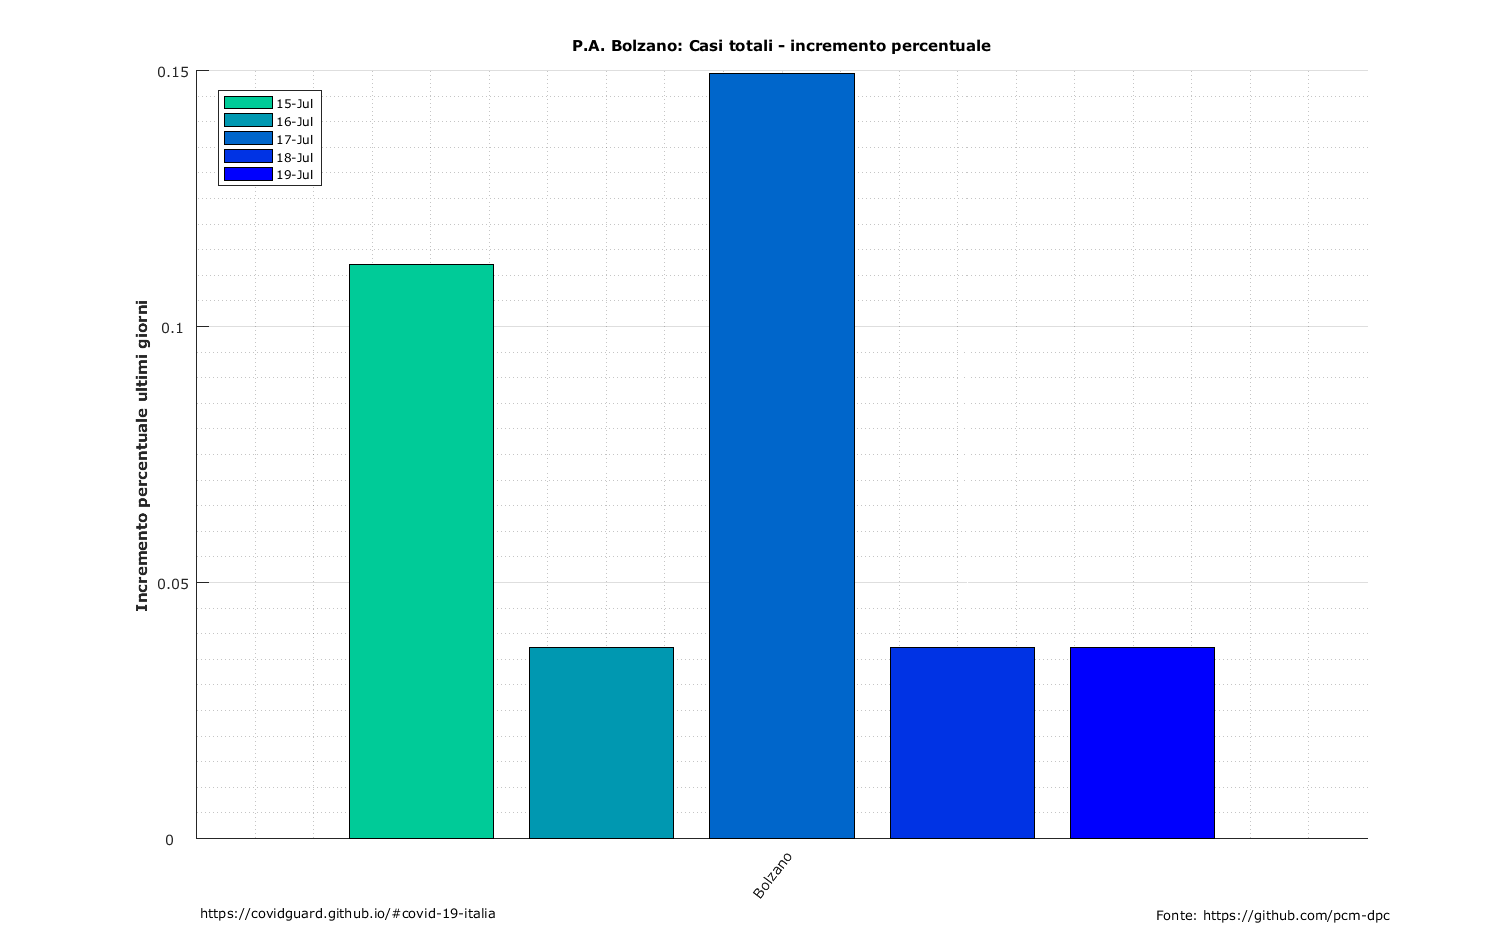 P.A. Bolzano: Casi totali - incremento percentuale
0.15
15-Jul
16-Jul
17-Jul
18-Jul
19-Jul
0.1
0.05
0
Incremento percentuale ultimi giorni
Bolzano
https://covidguard.github.io/#covid-19-italia
Fonte: https://github.com/pcm-dpc